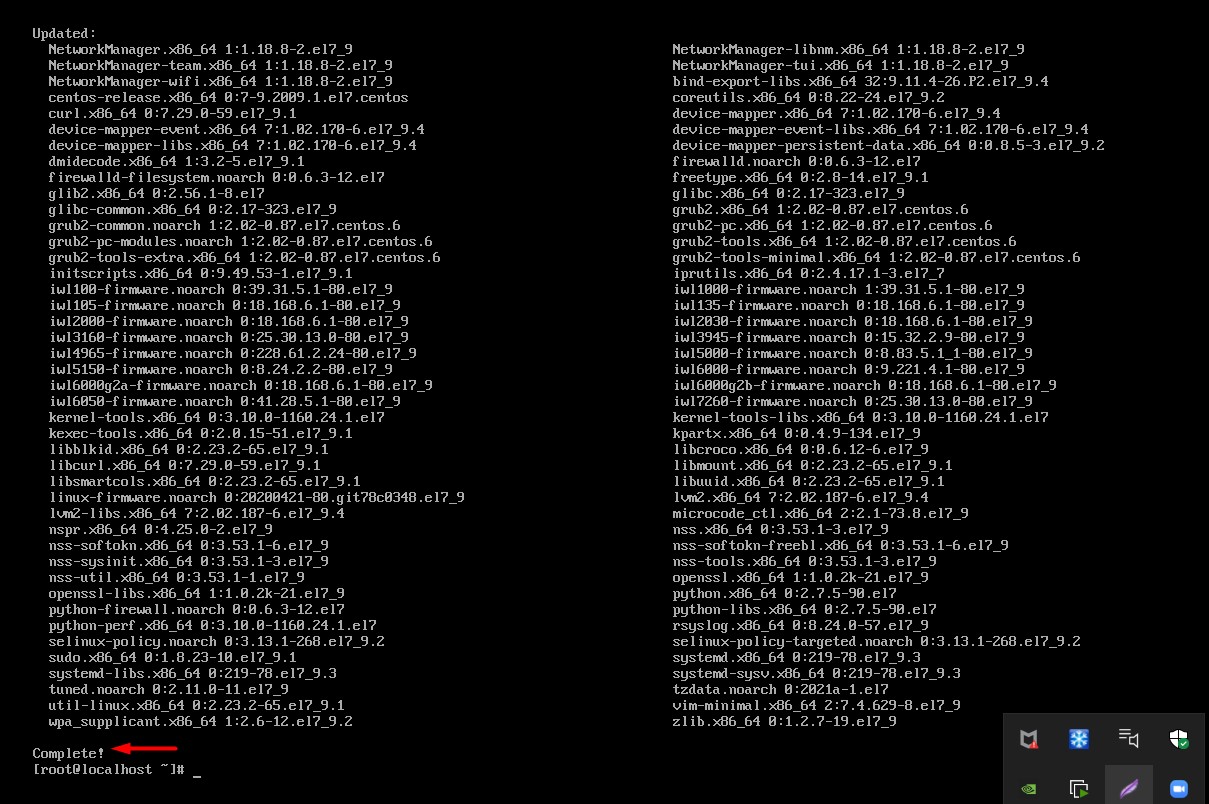 Updated:
NetworkManager.x86_64 1:1.18.8-2.el7_9 NetworkManager-libnm.x86_64 1:1.18.8-2.el7_9
NetworkManager-team.x86_64 1:1.18.8-2.el7_9 NetworkManager-tui.x86_64 1:1.18.8-2.el7_9
NetworkManager-wifi.x86_64 1:1.18.8-2.el7_9 bind-export-libs.x86_64 32:9.11.4-26.P2.el7_9.4
centos-release.x86_64 0:7-9.2009.1.el7.centos coreutils.x86_64 0:8.22-24.el7_9.2
curl.x86_64 0:7.29.0-59.el7_9.1 device-mapper.x86_64 7:1.02.170-6.el7_9.4
device-mapper-event.x86_64 7:1.02.170-6.el7_9.4 device-mapper-event-libs.x86_64 7:1.02.170-6.el7_9.4
device-mapper-libs.x86_64 7:1.02.170-6.el7_9.4 device-mapper-persistent-data.x86_64 0:0.8.5-3.el7_9.2
dmidecode.x86_64 1:3.2-5.el7_9.1 firewalld.noarch 0:0.6.3-12.el7
firewalld-filesystem.noarch 0:0.6.3-12.el7 freetype.x86_64 0:2.8-14.el7_9.1
glib2.x86_64 0:2.56.1-8.el7 glibc.x86_64 0:2.17-323.el7_9
glibc-common.x86_64 0:2.17-323.el7_9 grub2.x86_64 1:2.02-0.87.el7.centos.6
grub2-common.noarch 1:2.02-0.87.el7.centos.6 grub2-pc.x86_64 1:2.02-0.87.el7.centos.6
grub2-pc-modules.noarch 1:2.02-0.87.el7.centos.6 grub2-tools.x86_64 1:2.02-0.87.el7.centos.6
grub2-tools-extra.x86_64 1:2.02-0.87.el7.centos.6 grub2-tools-minimal.x86_64 1:2.02-0.87.el7.centos.6
initscripts.x86_64 0:9.49.53-1.el7_9.1 iprutils.x86_64 0:2.4.17.1-3.el7_7
iwl100-firmware.noarch 0:39.31.5.1-80.el7_9 iwl1000-firmware.noarch 1:39.31.5.1-80.el7_9
iwl105-firmware.noarch 0:18.168.6.1-80.el7_9 iwl135-firmware.noarch 0:18.168.6.1-80.el7_9
iwl2000-firmware.noarch 0:18.168.6.1-80.el7_9 iwl2030-firmware.noarch 0:18.168.6.1-80.el7_9
iwl3160-firmware.noarch 0:25.30.13.0-80.el7_9 iwl3945-firmware.noarch 0:15.32.2.9-80.el7_9
iwl4965-firmware.noarch 0:228.61.2.24-80.el7_9 iwl5000-firmware.noarch 0:8.83.5.1_1-80.el7_9
iwl5150-firmware.noarch 0:8.24.2.2-80.el7_9 iwl6000-firmware.noarch 0:9.221.4.1-80.el7_9
iwl6000g2a-firmware.noarch 0:18.168.6.1-80.el7_9 iwl6000g2b-firmware.noarch 0:18.168.6.1-80.el7_9
iwl6050-firmware.noarch 0:41.28.5.1-80.el7_9 iwl7260-firmware.noarch 0:25.30.13.0-80.el7_9
kernel-tools.x86_64 0:3.10.0-1160.24.1.el7 kernel-tools-libs.x86_64 0:3.10.0-1160.24.1.el7
kexec-tools.x86_64 0:2.0.15-51.el7_9.1 kpartx.x86_64 0:0.4.9-134.el7_9
libblkid.x86_64 0:2.23.2-65.el7_9.1 libcroco.x86_64 0:0.6.12-6.el7_9
libcurl.x86_64 0:7.29.0-59.el7_9.1 libmount.x86_64 0:2.23.2-65.el7_9.1
libsmartcols.x86_64 0:2.23.2-65.el7_9.1 libuuid.x86_64 0:2.23.2-65.el7_9.1
linux-firmware.noarch 0:20200421-80.git78c0348.el7_9 lvm2.x86_64 7:2.02.187-6.el7_9.4
lvm2-libs.x86_64 7:2.02.187-6.el7_9.4 microcode_ctl.x86_64 2:2.1-73.8.el7_9
nspr.x86_64 0:4.25.0-2.el7_9 nss.x86_64 0:3.53.1-3.el7_9
nss-softokn.x86_64 0:3.53.1-6.el7_9 nss-softokn-freebl.x86_64 0:3.53.1-6.el7_9
nss-sysinit.x86_64 0:3.53.1-3.el7_9 nss-tools.x86_64 0:3.53.1-3.el7_9
nss-util.x86_64 0:3.53.1-1.el7_9 openssl.x86_64 1:1.0.2k-21.el7_9
openssl-libs.x86_64 1:1.0.2k-21.el7_9 python.x86_64 0:2.7.5-90.el7
python-firewall.noarch 0:0.6.3-12.el7 python-libs.x86_64 0:2.7.5-90.el7
python-perf.x86_64 0:3.10.0-1160.24.1.el7 rsyslog.x86_64 0:8.24.0-57.el7_9
selinux-policy.noarch 0:3.13.1-268.el7_9.2 selinux-policy-targeted.noarch 0:3.13.1-268.el7_9.2
sudo.x86_64 0:1.8.23-10.el7_9.1 systemd.x86_64 0:219-78.el7_9.3
systemd-libs.x86_64 0:219-78.el7_9.3 systemd-sysv.x86_64 0:219-78.el7_9.3
tuned.noarch 0:2.11.0-11.el7_9 tzdata.noarch 0:2021a-1.el7
util-linux.x86_64 0:2.23.2-65.el7_9.1 vim-minimal.x86_64 2:7.4.629-8.el7_9
wpa_supplicant.x86_64 1:2.6-12.el7_9.2 zlib.x86_64 0:1.2.7-19.el7_9
Complete!
[root@localhost ~]# _